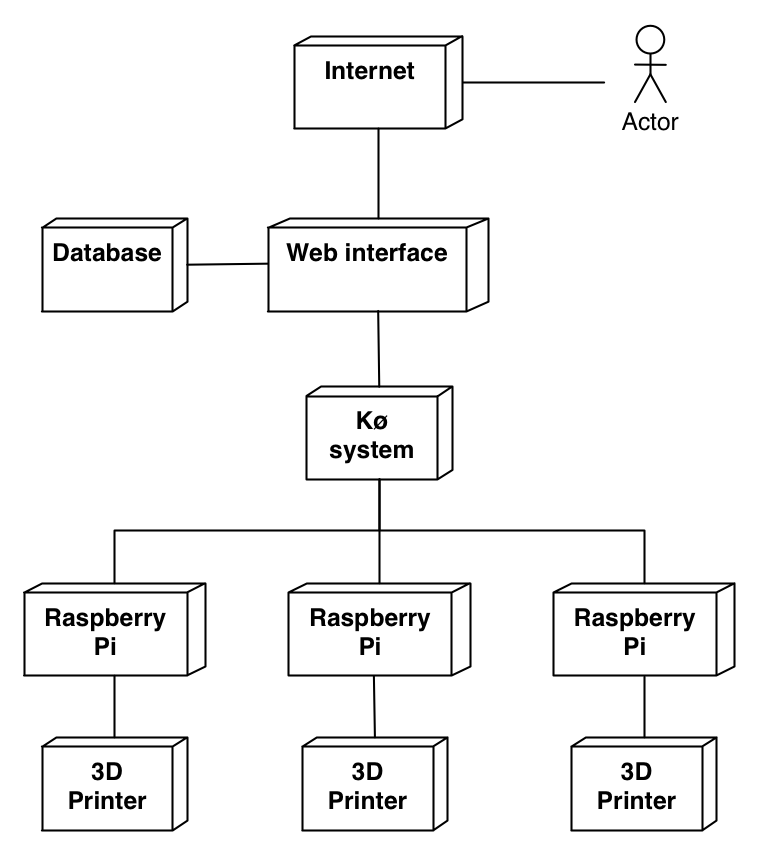 Internet
Actor
Database
Web interface
Kø
system
Raspberry
Pi
Raspberry
Pi
Raspberry
Pi
3D
Printer
3D
Printer
3D
Printer